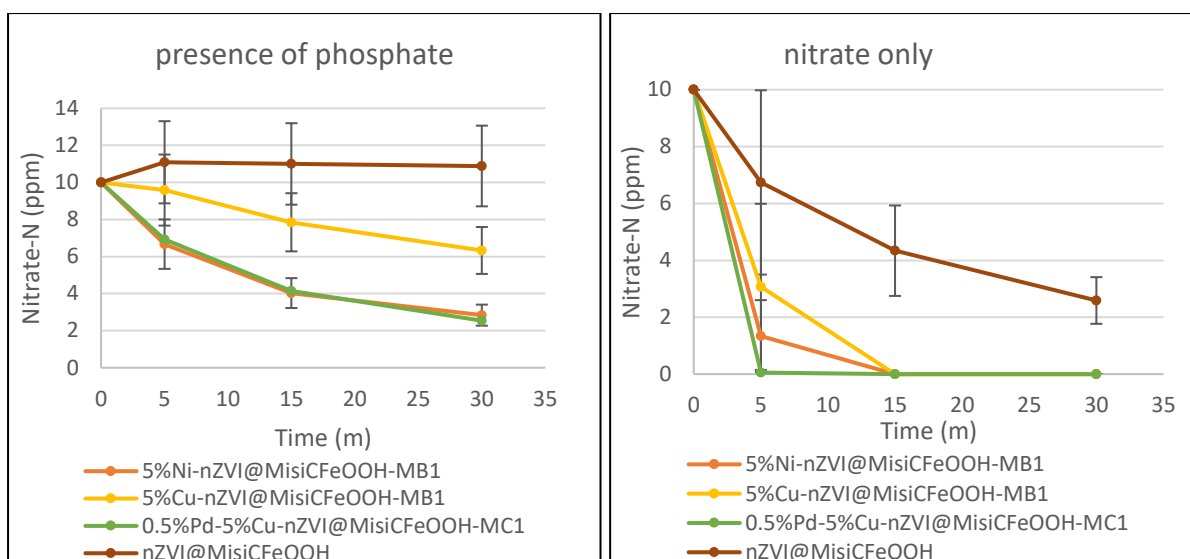 presence of phosphate
Nitrate-N (ppm)
14
12
10
8
6
4
2
0
0 5 10 15 20 25 30 35
Time (m)
5%Ni-nZVI@MisiCFeOOH-MB1
5%Cu-nZVI@MisiCFeOOH-MB1
0.5%Pd-5%Cu-nZVI@MisiCFeOOH-MC1
nZVI@MisiCFeOOH
nitrate only
Nitrate-N (ppm)
10
8
6
4
2
0
0 5 10 15 20 25 30 35
Time (m)
5%Ni-nZVI@MisiCFeOOH-MB1
5%Cu-nZVI@MisiCFeOOH-MB1
0.5%Pd-5%Cu-nZVI@MisiCFeOOH-MC1
nZVI@MisiCFeOOH